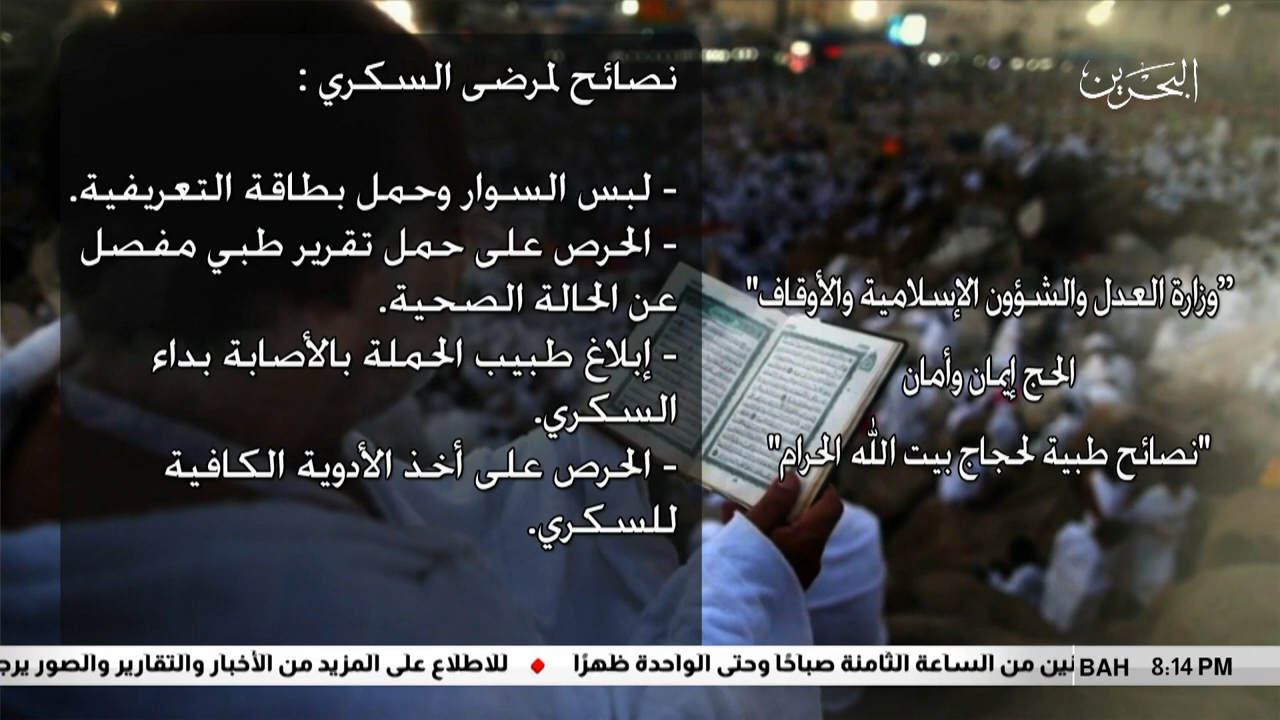 البحرين
نصائح لمرضى السكري :
- لبس السوار وحمل بطاقة التعريفية.
- الحرص على حمل تقرير طبي مفصل
عن الحالة الصحية.
- إبلاغ طبيب الحملة بالأصابة بداء
السكري.
- الحرص على أخذ الأدوية الكافية
للسكري.
"وزارة العدل والشؤون الإسلامية والأوقاف"
الحج إيمان وأمان
"نصائح طبية لحجاج بيت الله الحرام"
من الساعة الثامنة صباحًا وحتى الواحدة ظهرًا ♦ للاطلاع على المزيد من الأخبار والتقارير والصور
BAH 8:14 PM